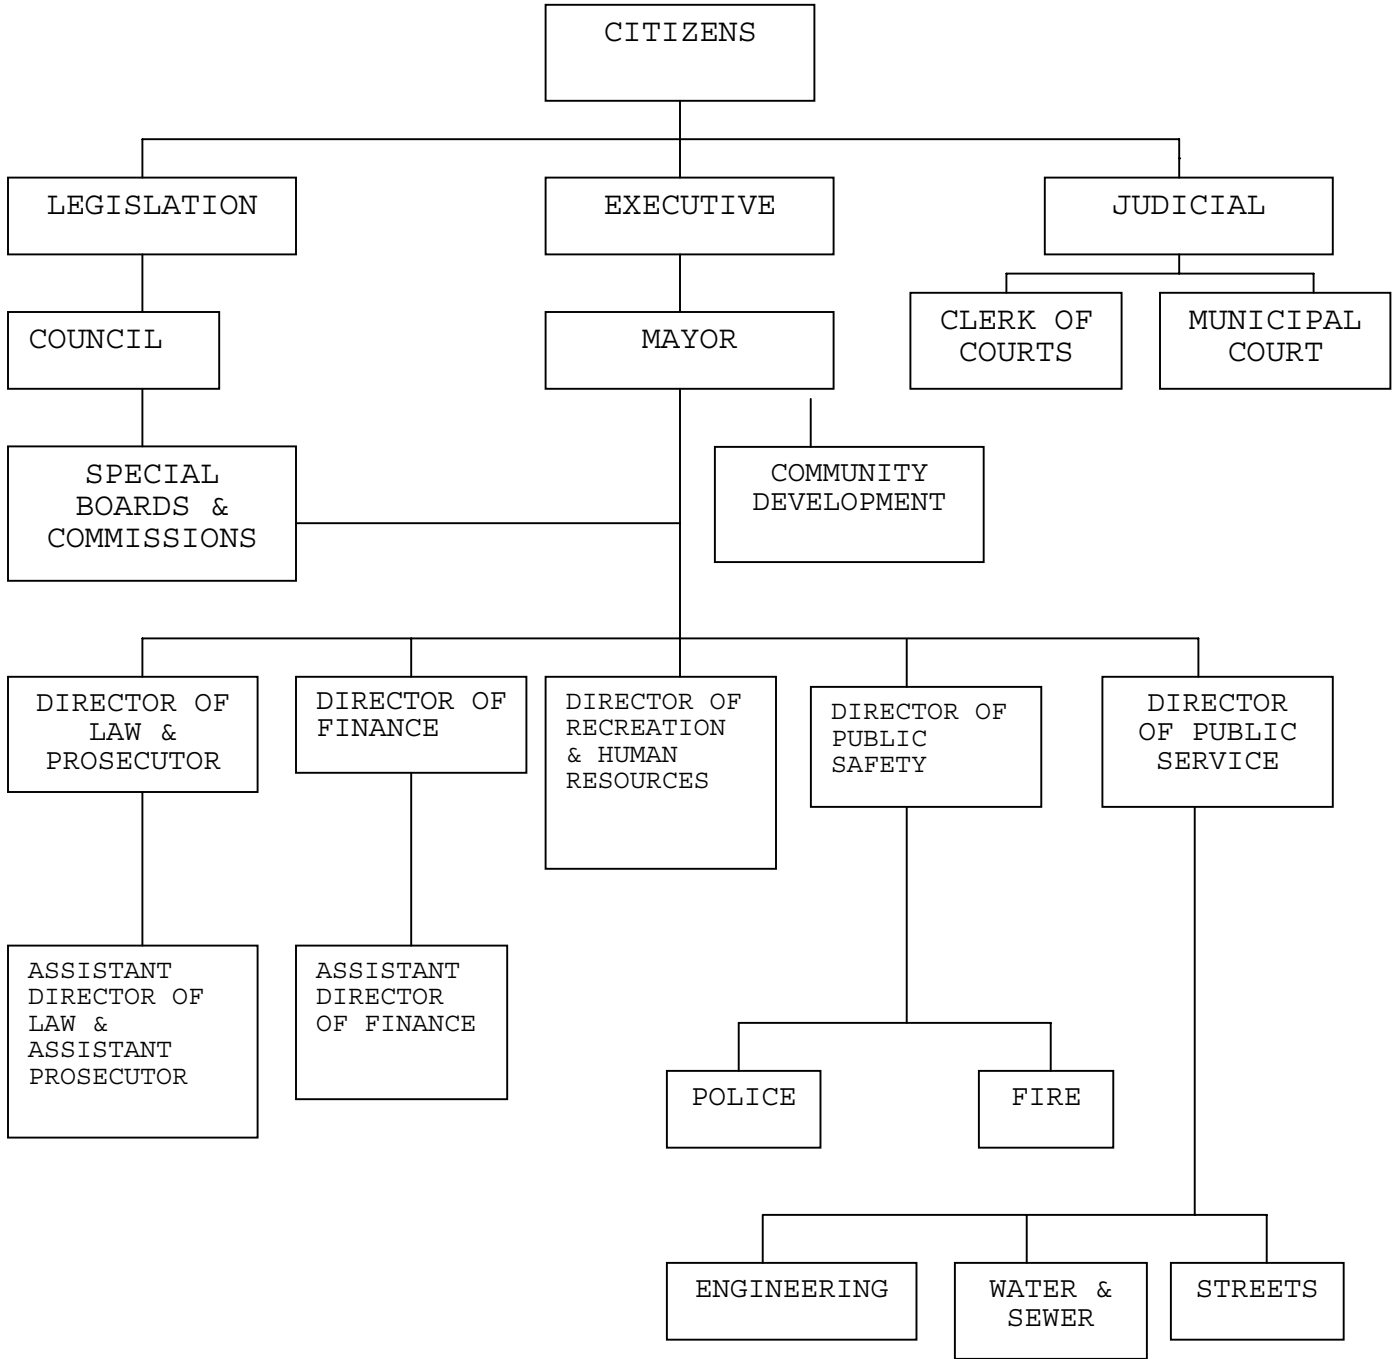 CITIZENS
LEGISLATION
EXECUTIVE
JUDICIAL
COUNCIL
MAYOR
CLERK OF
COURTS
MUNICIPAL
COURT
SPECIAL
BOARDS &
COMMISSIONS
COMMUNITY
DEVELOPMENT
DIRECTOR OF
LAW &
PROSECUTOR
DIRECTOR OF
FINANCE
DIRECTOR OF
RECREATION
& HUMAN
RESOURCES
DIRECTOR OF
PUBLIC
SAFETY
DIRECTOR
OF PUBLIC
SERVICE
ASSISTANT
DIRECTOR OF
LAW &
ASSISTANT
PROSECUTOR
ASSISTANT
DIRECTOR
OF FINANCE
POLICE
FIRE
ENGINEERING
WATER &
SEWER
STREETS